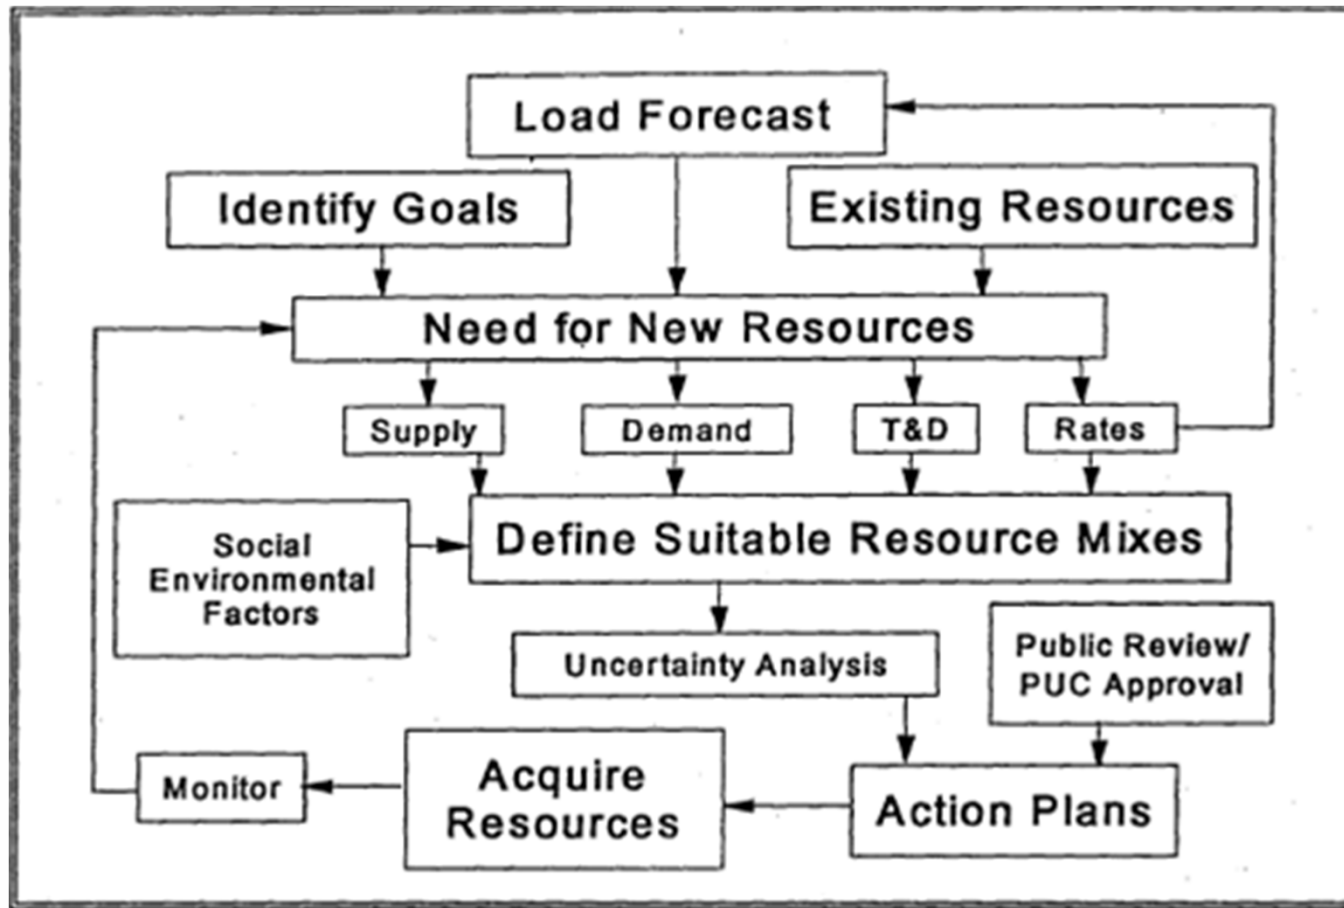 Load Forecast
Identify Goals
Existing Resources
Need for New Resources
Supply
Demand
T&D
Rates
Social
Environmental
Factors
Define Suitable Resource Mixes
Uncertainty Analysis
Public Review/
PUC Approval
Monitor
Acquire
Resources
Action Plans